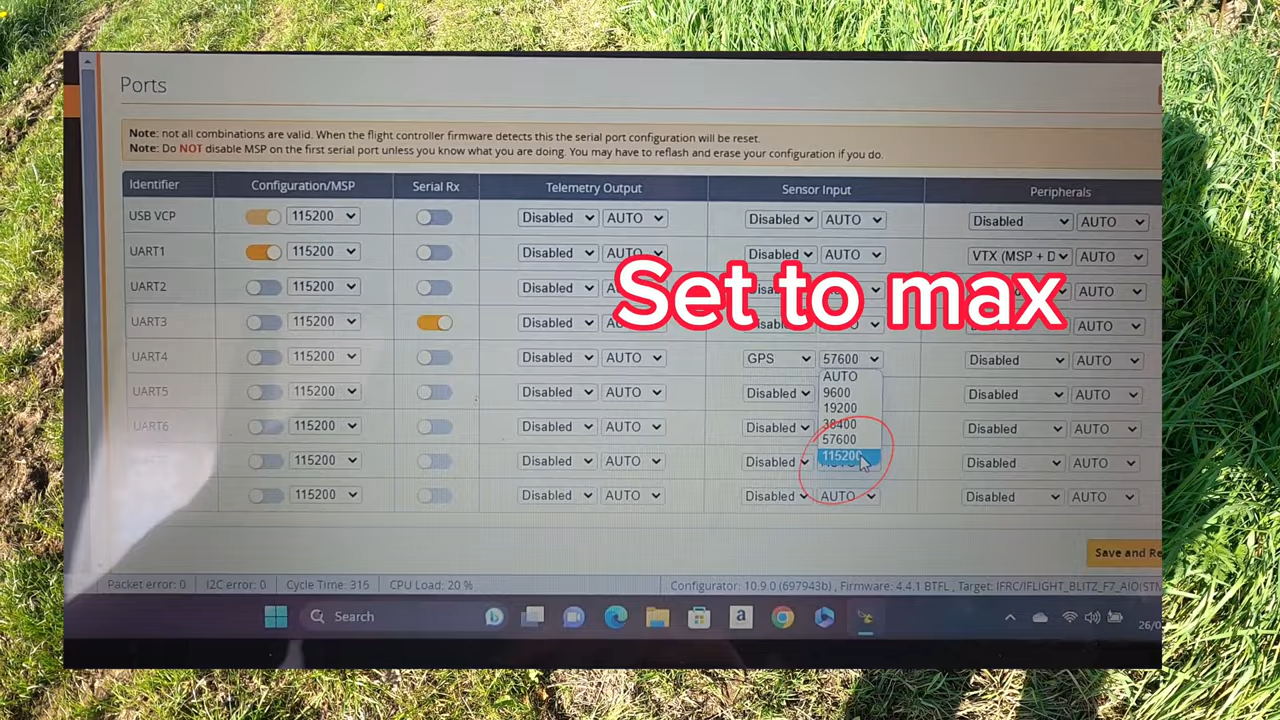 Ports
Note: not all combinations are valid. When the flight controller firmware detects this the serial port configuration will be reset.
Note: Do NOT disable MSP on the first serial port unless you know what you are doing. You may have to reflash and erase your configuration if you do.
Identifier Configuration/MSP Serial Rx Telemetry Output Sensor Input Peripherals
USB VCP 115200 Disabled AUTO Disabled AUTO Disabled AUTO
UART1 115200 Disabled AUTO Disabled AUTO VTX (MSP + D AUTO
UART2 115200 Disabled AUTO
UART3 115200 Disabled
Set to max
UART4 115200 Disabled AUTO GPS 57600 Disabled AUTO
AUTO
9600
19200
38400
57600
115200
UART5 115200 Disabled AUTO Disabled Disabled AUTO
UART6 115200 Disabled AUTO Disabled Disabled AUTO
115200 Disabled AUTO Disabled AUTO Disabled AUTO
115200 Disabled AUTO Disabled AUTO Disabled AUTO
Save and Re
Packet error: 0 I2C error: 0 Cycle Time: 316 CPU Load: 20 % Configurator: 10.9.0 (697943b) , Firmware: 4.4.1 BTFL , Target: IFRC/IFLIGHT_BLITZ_F7_AIO(ST
Search
26/0